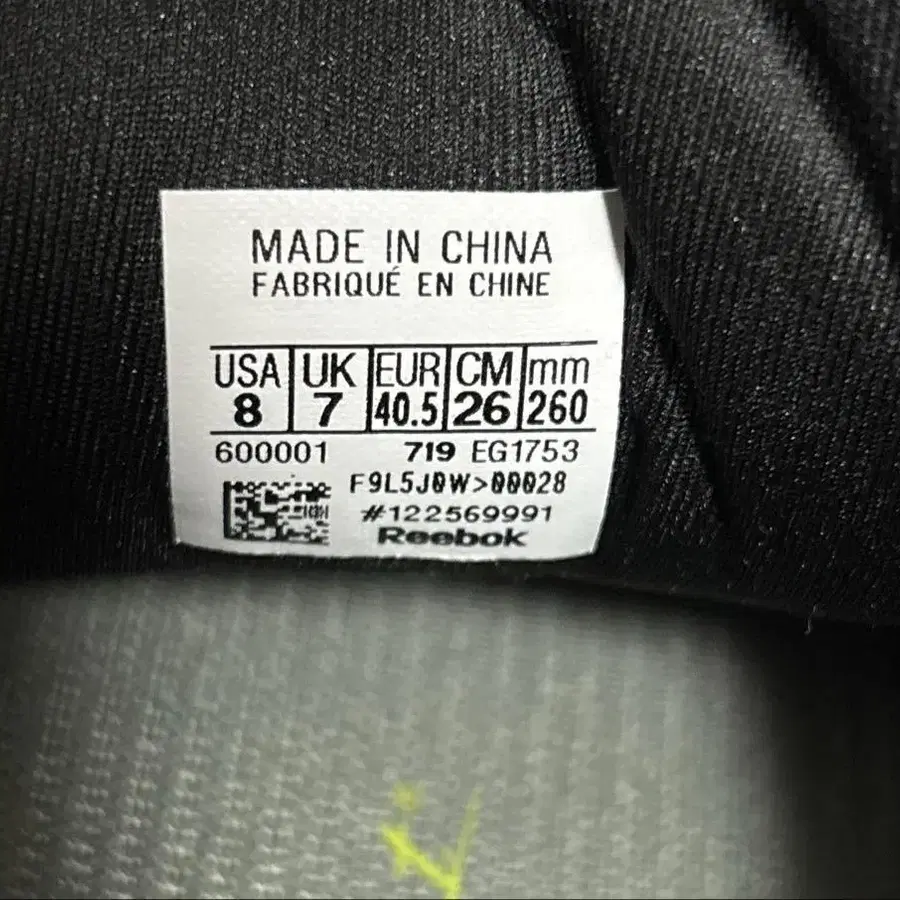 MADE IN CHINA
FABRIQUÉ EN CHINE
USA UK EUR CM mm
8 7 40.5 26 260
600001 719 EG1753
F9L5J0W>00028
#122569991
Reebok